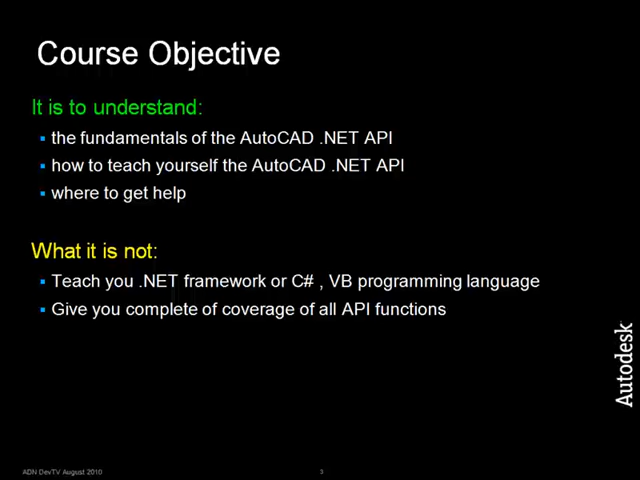 Course Objective
It is to understand:
the fundamentals of the AutoCAD .NET API
how to teach yourself the AutoCAD .NET API
where to get help
What it is not:
Teach you .NET framework or C# , VB programming language
Give you complete of coverage of all API functions
Autodesk
ADN DevTV August 2010
3